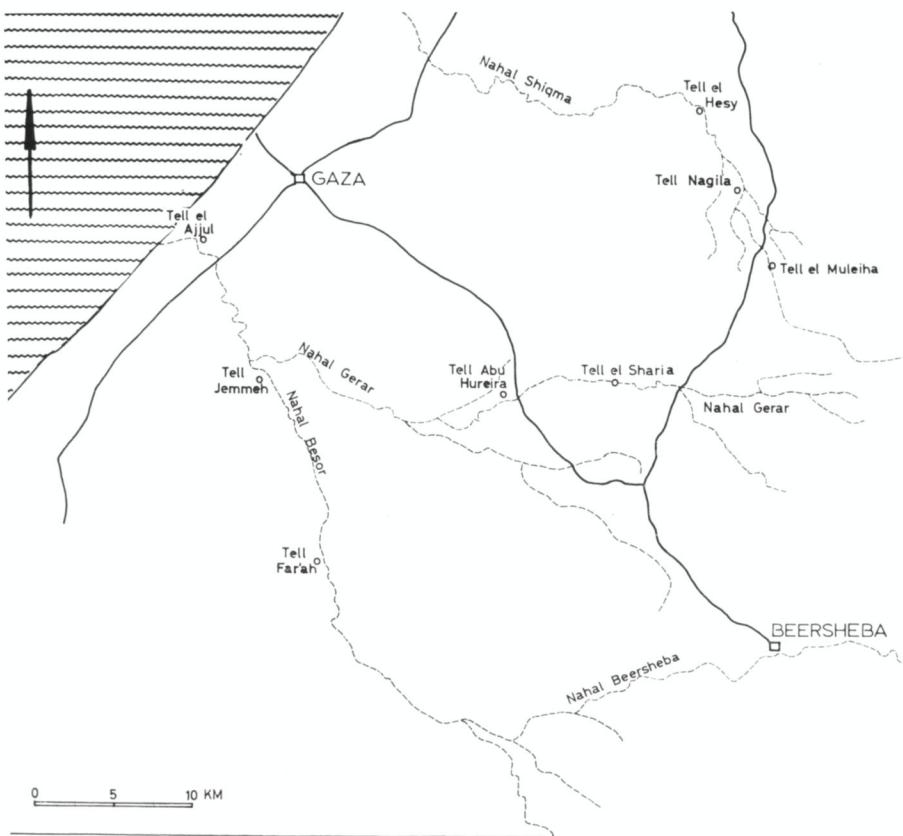 Nahal Shiqma
Tell el
Hesy
GAZA
Tell Nagila
Tell el
Ajjul
Tell el Muleiha
Nahal Gerar
Tell
Jemmeh
Tell Abu
Hureira
Tell el Sharia
Nahal Gerar
Nahal Besor
Tell
Far'ah
BEERSHEBA
Nahal Beersheba
0 5 10 KM